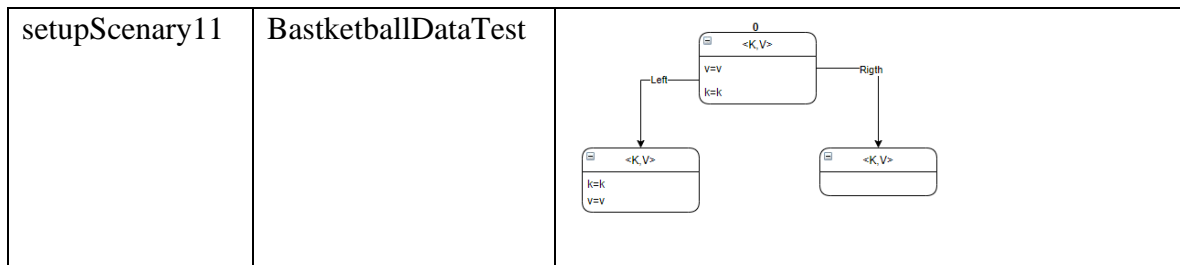 setupScenary11
BastketballDataTest
0
<K,V>
v=v
k=k
Left
Rigth
<K,V>
k=k
v=v
<K,V>